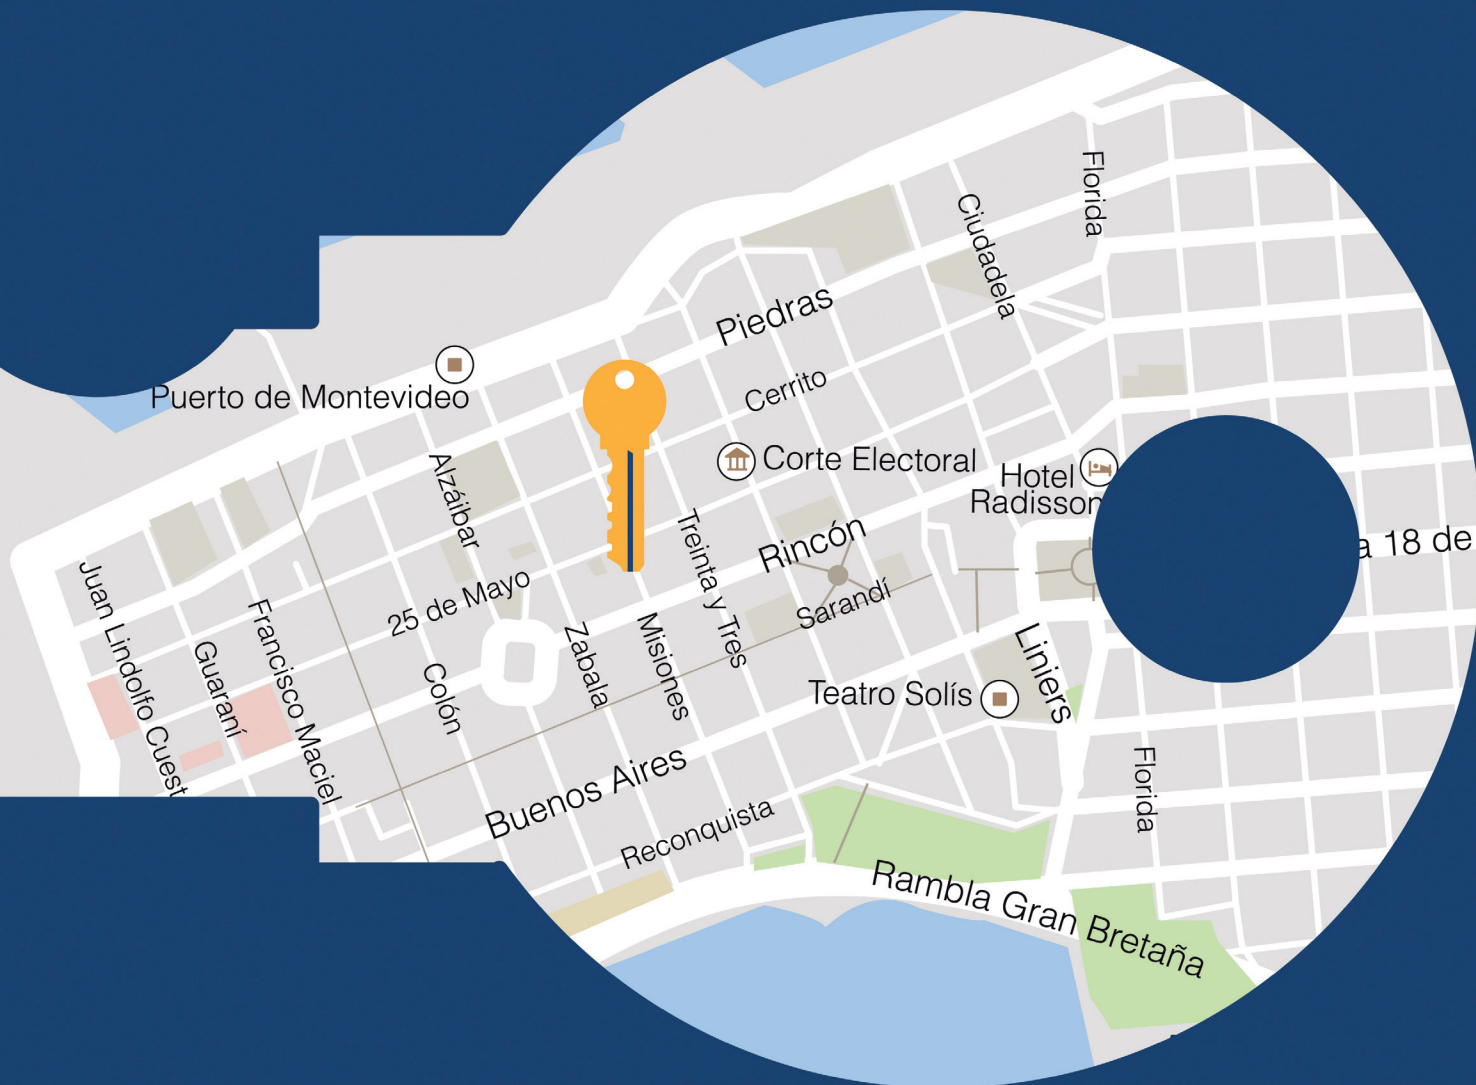 Florida
Ciudadela
Piedras
Puerto de Montevideo
Cerrito
Corte Electoral
Hotel
Radisson
Alzáibar
Treinta y Tres
Rincón
a 18 de
Juan Lindolfo Cuest
25 de Mayo
Sarandí
Francisco Maciel
Guaraní
Zabala
Misiones
Liniers
Colón
Teatro Solís
Buenos Aires
Florida
Reconquista
Rambla Gran Bretaña